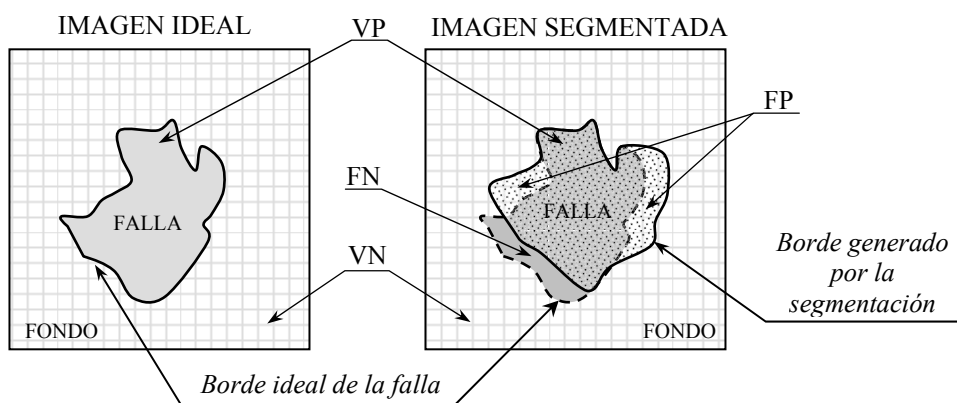 IMAGEN IDEAL
VP
IMAGEN SEGMENTADA
FP
FN
FALLA
FALLA
VN
Borde generado
por la
segmentación
FONDO
FONDO
Borde ideal de la falla